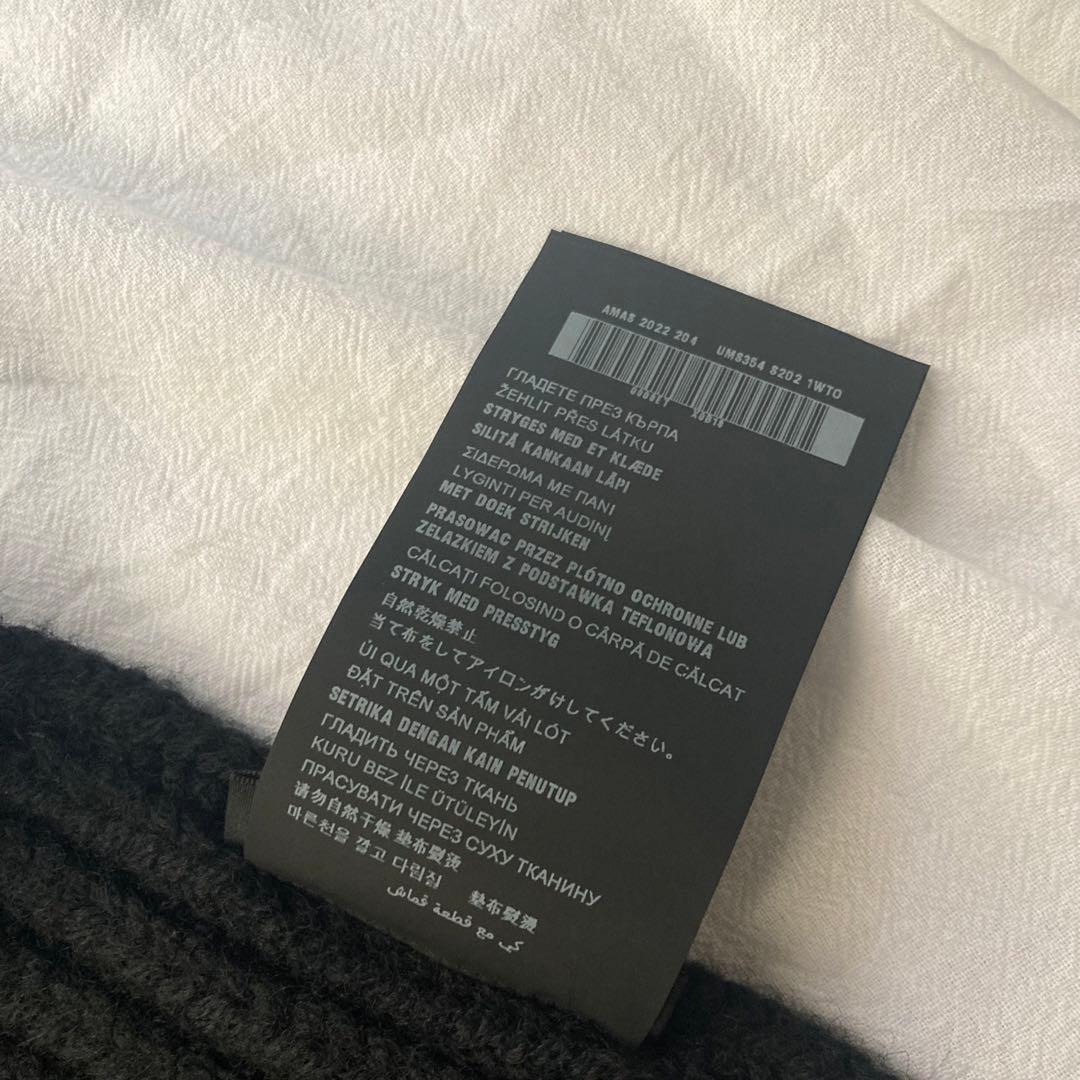 AMAS 2022 204 UMS354 S202 1WTO
ГЛАДЕТЕ ПРЕЗ КЪРПА
ŽEHLIT PŘES LÁTKU
STRYGES MED ET KLÆDE
SILITÄ KANKAAN LÄPI
ΣΙΔΕΡΩΜΑ ΜΕ ΠΑΝΙ
LYGINTI PER AUDINĮ
MET DOEK STRIJKEN
PRASOWAC PRZEZ PLÓTNO OCHRONNE LUB
ZELAZKIEM Z PODSTAWKA TEFLONOWA
CĂLCAȚI FOLOSIND O CÂRPĂ DE CĂLCAT
STRYK MED PRESSTYG
自然乾燥禁止
当て布をしてアイロンがけしてください。
ỦI QUA MỘT TẤM VẢI LÓT
ĐẶT TRÊN SẢN PHẨM
SETRIKA DENGAN KAIN PENUTUP
ГЛАДИТЬ ЧЕРЕЗ ТКАНЬ
KURU BEZ İLE ÜTÜLEYİN
ПРАСУВАТИ ЧЕРЕЗ СУХУ ТКАНИНУ
请勿自然干燥 垫布熨烫
마른천을 깔고 다림질 墊布熨燙
كي مع قطعة قماش